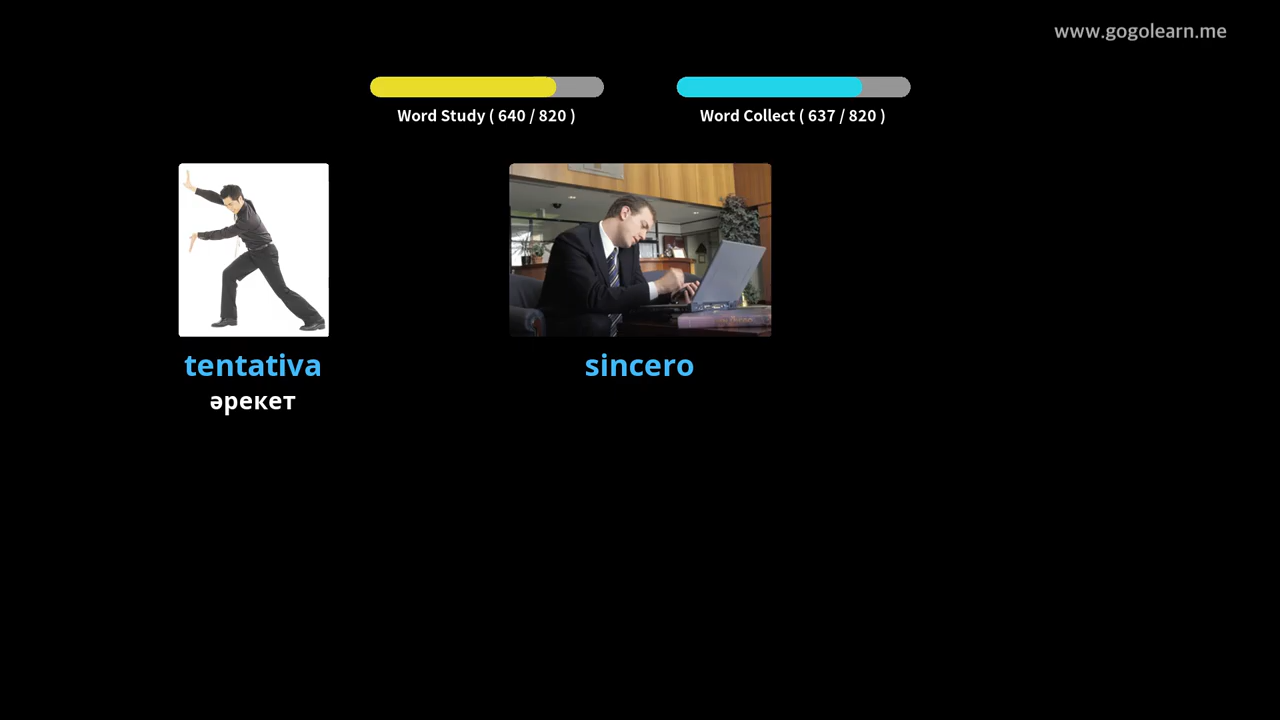 www.gogolearn.me
Word Study ( 640 / 820 )
Word Collect ( 637 / 820 )
tentativa
әрекет
sincero